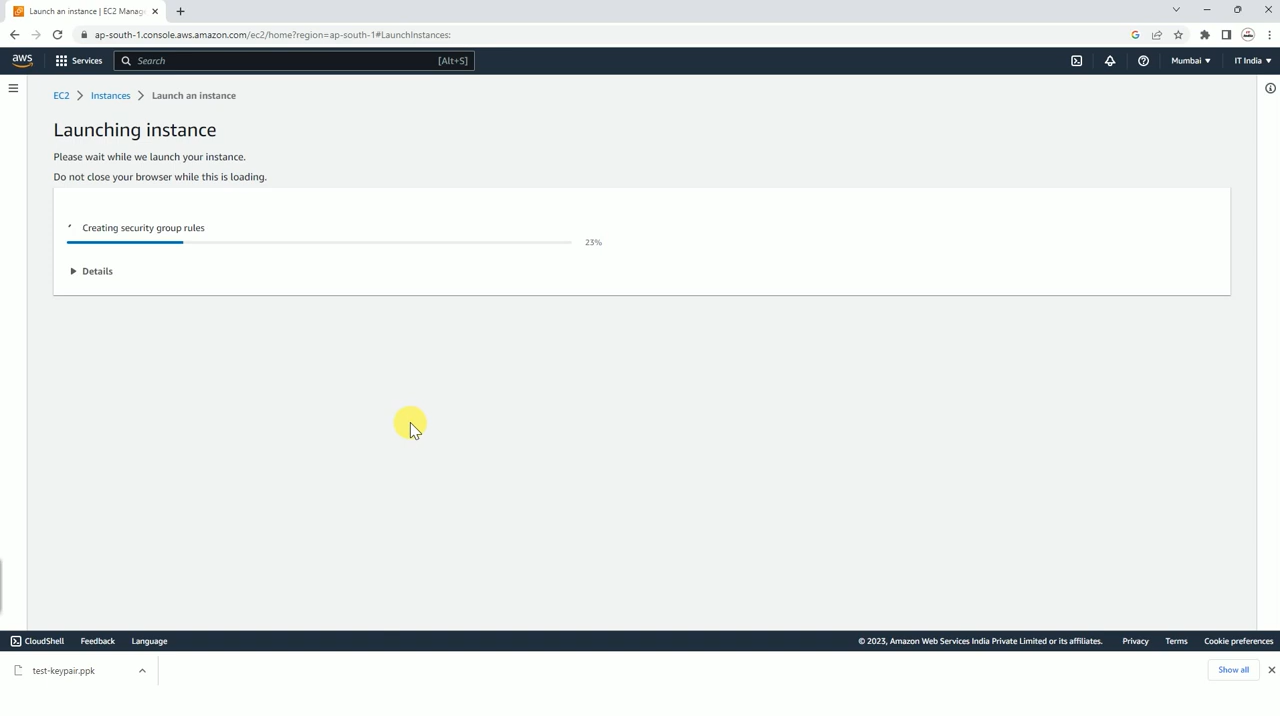 Launch an instance | EC2 Manag
ap-south-1.console.aws.amazon.com/ec2/home?region=ap-south-1#LaunchInstances:
aws
Services
Search
[Alt+S]
Mumbai
IT India
EC2 Instances Launch an instance
Launching instance
Please wait while we launch your instance.
Do not close your browser while this is loading.
Creating security group rules
23%
Details
CloudShell Feedback Language
© 2023, Amazon Web Services India Private Limited or its affiliates. Privacy Terms Cookie preferences
test-keypair.ppk
Show all